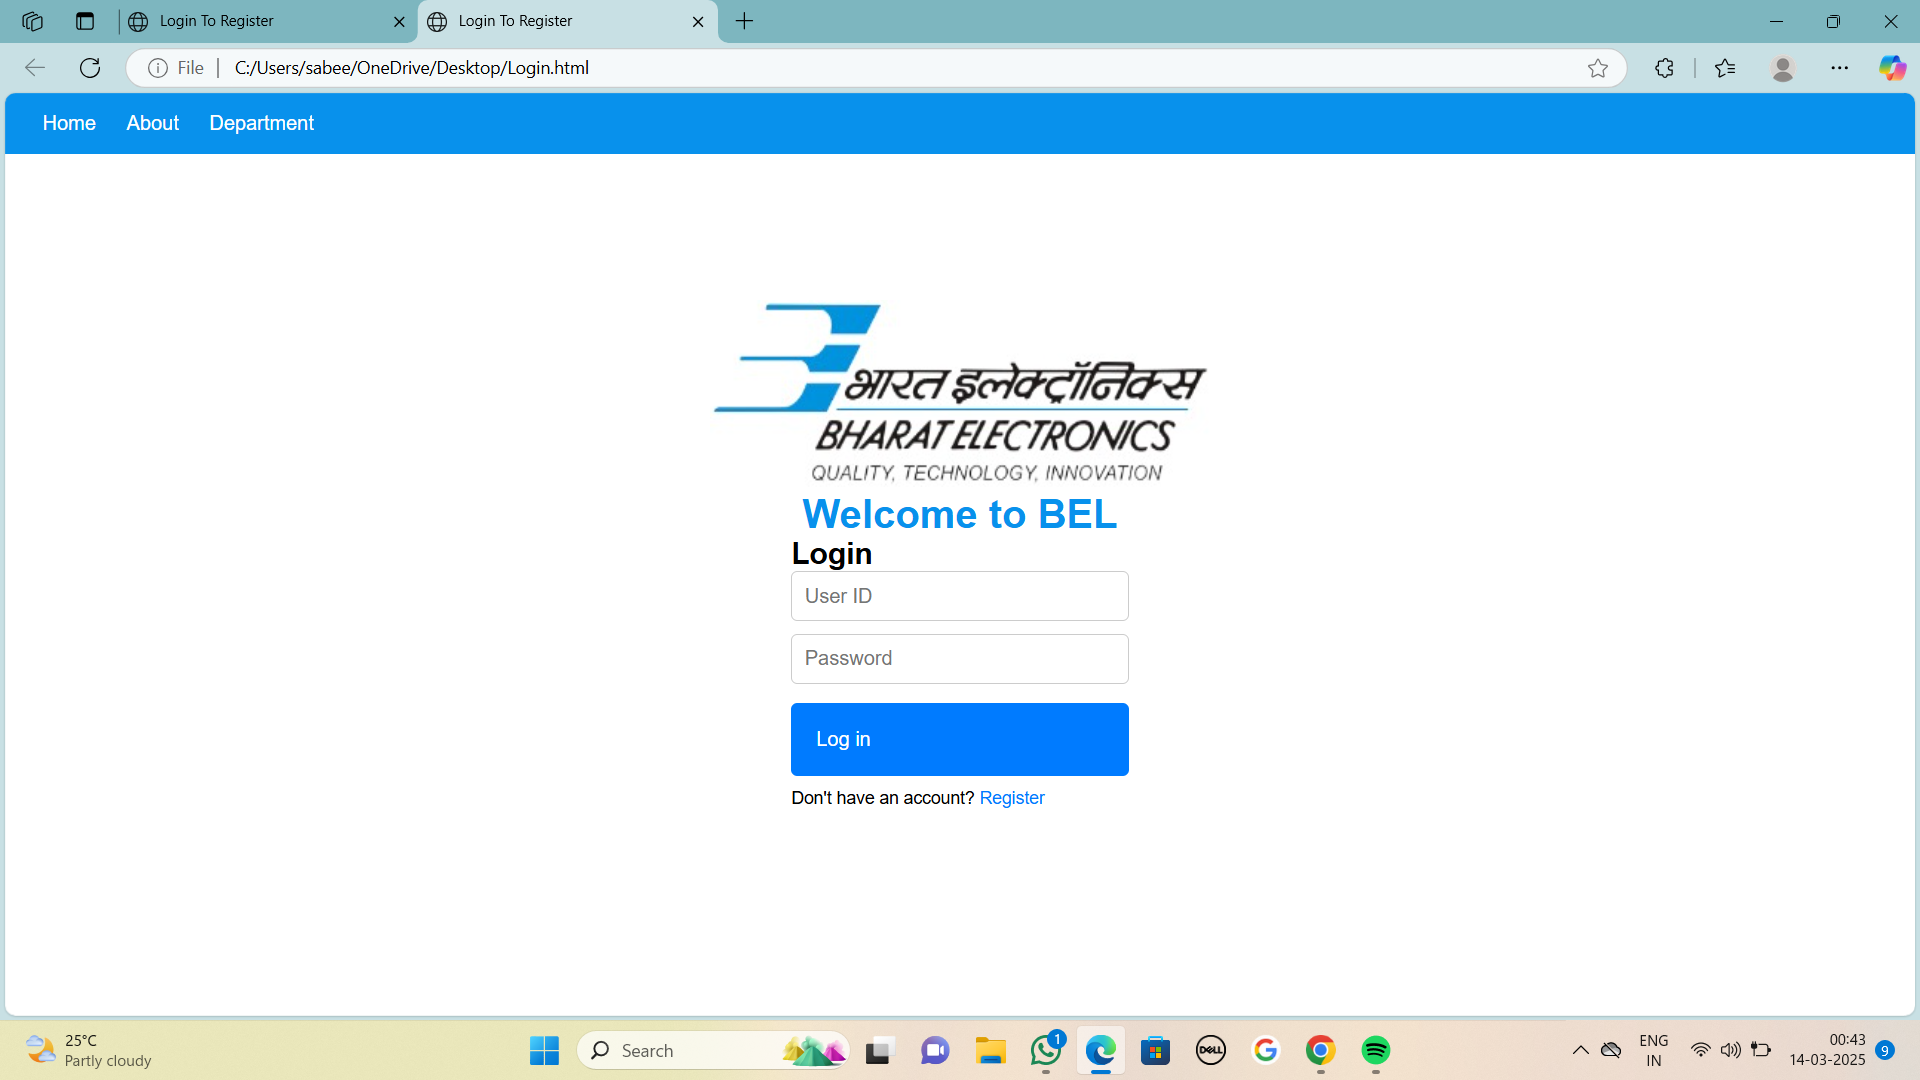 Login To Register
Login To Register
File
C:/Users/sabee/OneDrive/Desktop/Login.html
Home About Department
भारत इलेक्ट्रॉनिक्स
BHARAT ELECTRONICS
QUALITY, TECHNOLOGY, INNOVATION
Welcome to BEL
Login
User ID
Password
Log in
Don't have an account? Register
25°C
Partly cloudy
Search
1
DELL
ENG
IN
00:43
14-03-2025
9